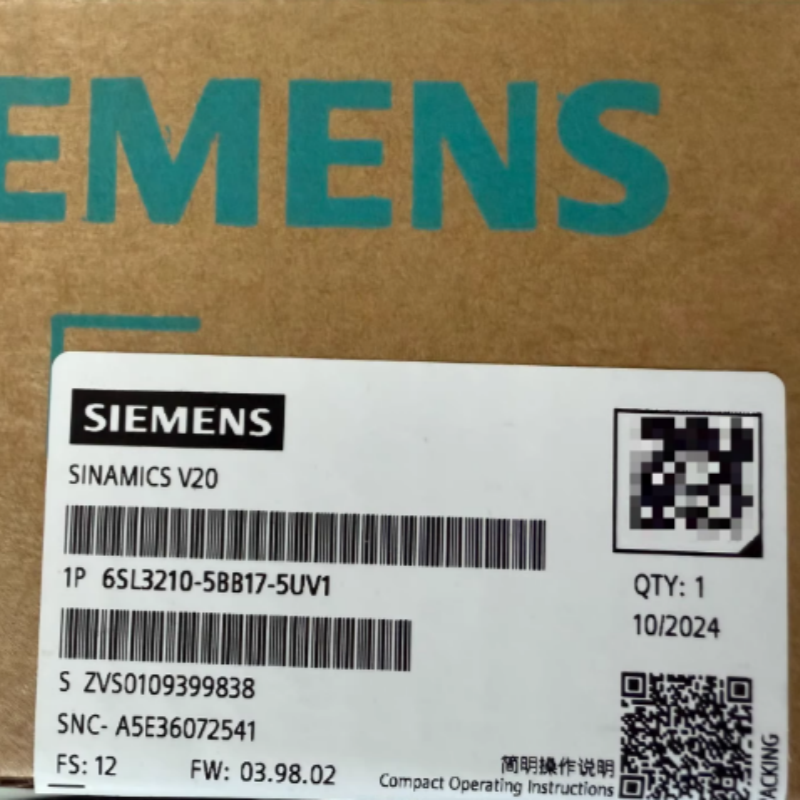 EMENS
SIEMENS
SINAMICS V20
1P 6SL3210-5BB17-5UV1
QTY: 1
10/2024
S ZVS0109399838
SNC- A5E36072541
FS: 12 FW: 03.98.02
简明操作说明
Compact Operating Instructions
ACKING